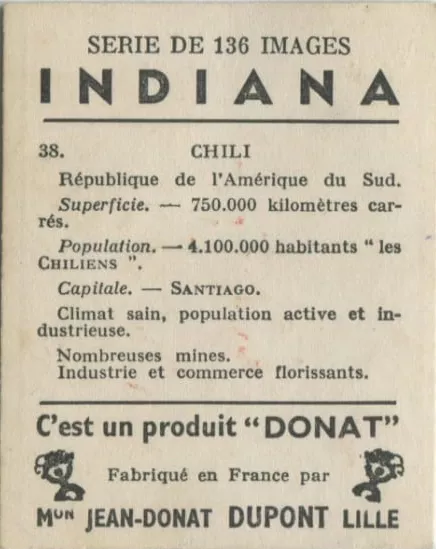 SERIE DE 136 IMAGES
INDIANA
38. CHILI
République de l'Amérique du Sud.
Superficie. — 750.000 kilomètres car-
rés.
Population. — 4.100.000 habitants “ les
CHILIENS ”.
Capitale. — SANTIAGO.
Climat sain, population active et in-
dustrieuse.
Nombreuses mines.
Industrie et commerce florissants.
C'est un produit “DONAT”
Fabriqué en France par
Mon JEAN-DONAT DUPONT LILLE